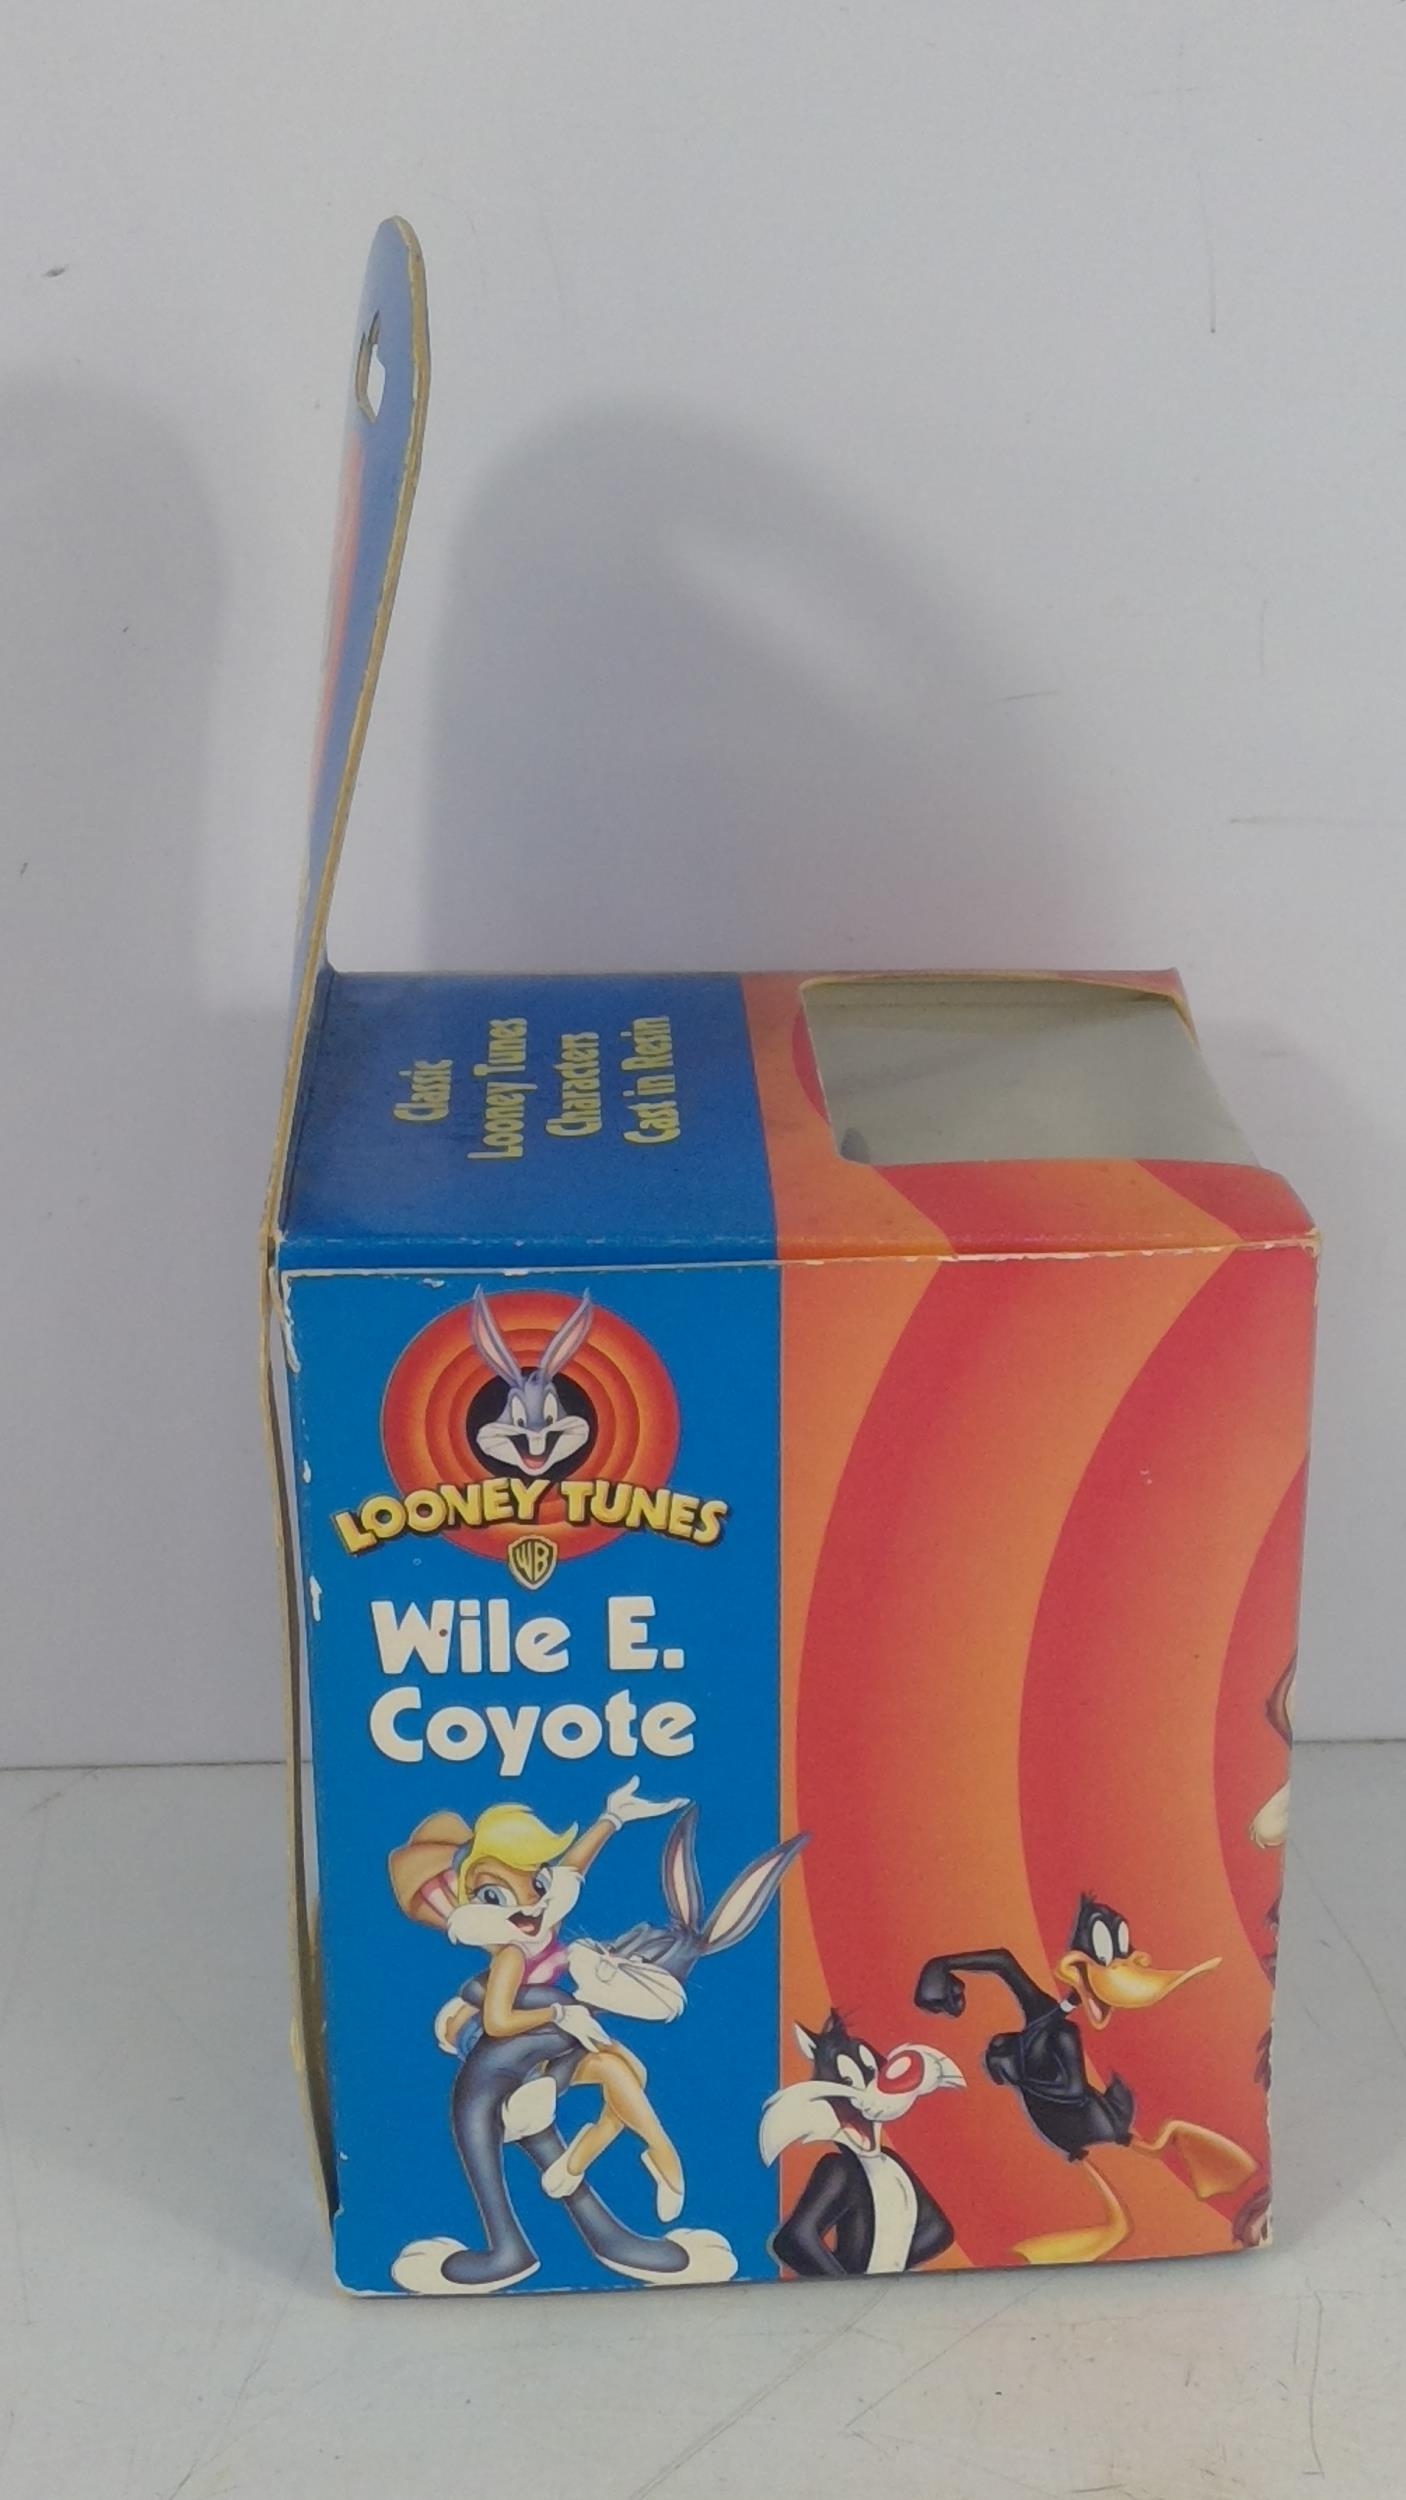 Classic
Looney Tunes
Characters
Cast in Resin
LOONEY TUNES
WB
Wile E.
Coyote